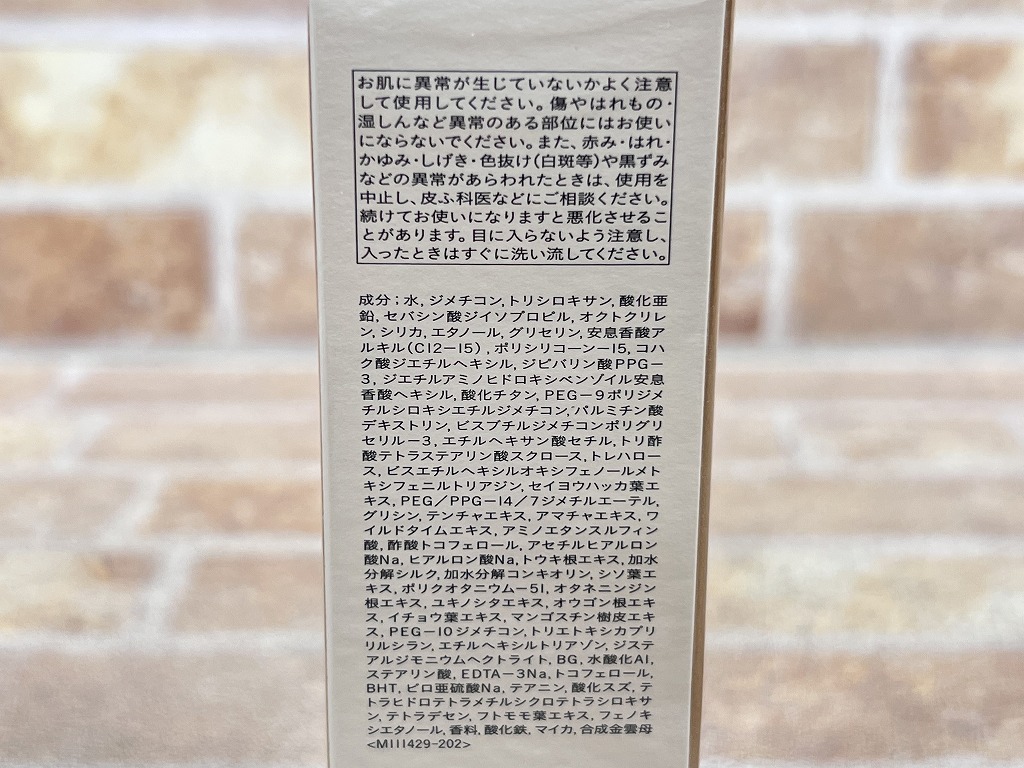 お肌に異常が生じていないかよく注意
して使用してください。傷やはれもの・
湿しんなど異常のある部位にはお使い
にならないでください。また、赤み・はれ・
かゆみ・しげき・色抜け(白斑等)や黒ずみ
などの異常があらわれたときは、使用を
中止し、皮ふ科医などにご相談ください。
続けてお使いになりますと悪化させるこ
とがあります。目に入らないよう注意し、
入ったときはすぐに洗い流してください。
成分;水,ジメチコン,トリシロキサン,酸化亜
鉛,セバシン酸ジイソプロピル,オクトクリレ
ン,シリカ,エタノール,グリセリン,安息香酸ア
ルキル(C12-15),ポリシリコーン-15,コハ
ク酸ジエチルヘキシル,ジピバリン酸PPG-
3,ジエチルアミノヒドロキシベンゾイル安息
香酸ヘキシル,酸化チタン,PEG-9ポリジメ
チルシロキシエチルジメチコン,パルミチン酸
デキストリン,ビスブチルジメチコンポリグリ
セリル-3,エチルヘキサン酸セチル,トリ酢
酸テトラステアリン酸スクロース,トレハロー
ス,ビスエチルヘキシルオキシフェノールメト
キシフェニルトリアジン,セイヨウハッカ葉エ
キス,PEG/PPG-14/7ジメチルエーテル,
グリシン,テンチャエキス,アマチャエキス,ワ
イルドタイムエキス,アミノエタンスルフィン
酸,酢酸トコフェロール,アセチルヒアルロン
酸Na,ヒアルロン酸Na,トウキ根エキス,加水
分解シルク,加水分解コンキオリン,シソ葉エ
キス,ポリクオタニウム-51,オタネニンジン
根エキス,ユキノシタエキス,オウゴン根エキ
ス,イチョウ葉エキス,マンゴスチン樹皮エキ
ス,PEG-10ジメチコン,トリエトキシカプリ
リルシラン,エチルヘキシルトリアゾン,ジステ
アルジモニウムヘクトライト,BG,水酸化Al,
ステアリン酸,EDTA-3Na,トコフェロール,
BHT,ピロ亜硫酸Na,テアニン,酸化スズ,テ
トラヒドロテトラメチルシクロテトラシロキサ
ン,テトラデセン,フトモモ葉エキス,フェノキ
シエタノール,香料,酸化鉄,マイカ,合成金雲母
<M111429-202>